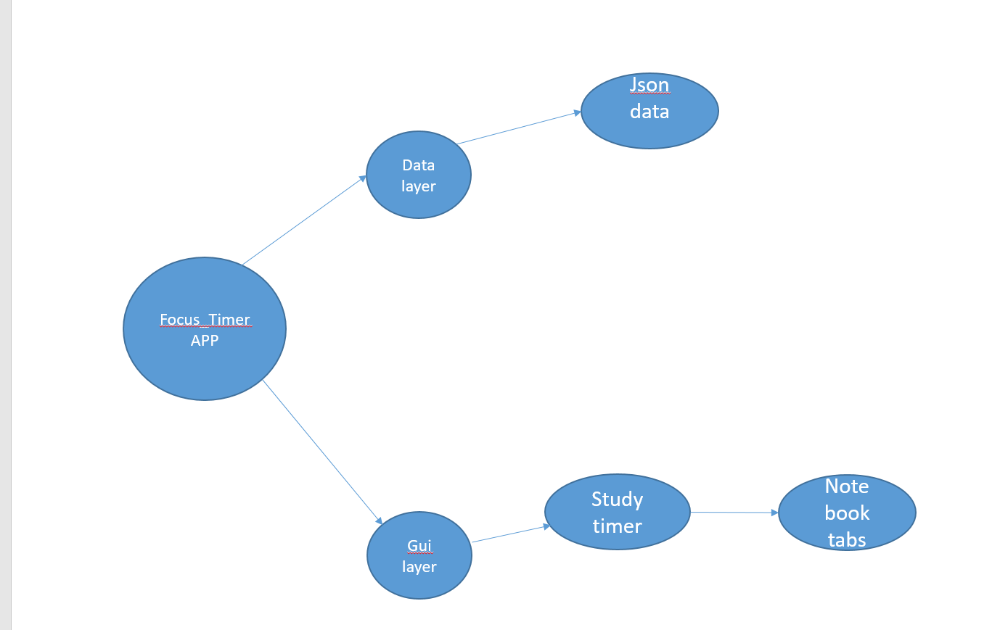 Json
data
Data
layer
Focus_Timer
APP
Study
timer
Note
book
tabs
Gui
layer